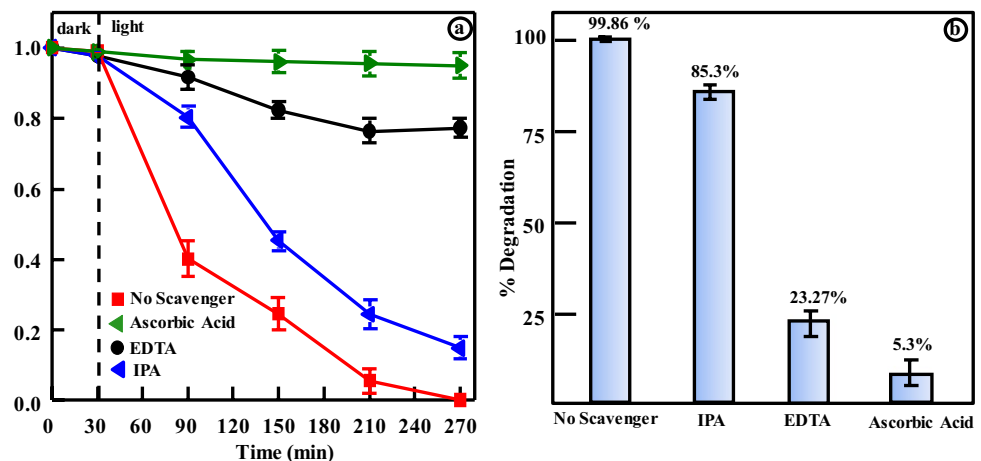 dark light
a
1.0
0.8
0.6
0.4
0.2
0.0
No Scavenger
Ascorbic Acid
EDTA
IPA
0 30 60 90 120 150 180 210 240 270
Time (min)
b
% Degradation
100
75
50
25
99.86 %
85.3%
23.27%
5.3%
No Scavenger IPA EDTA Ascorbic Acid